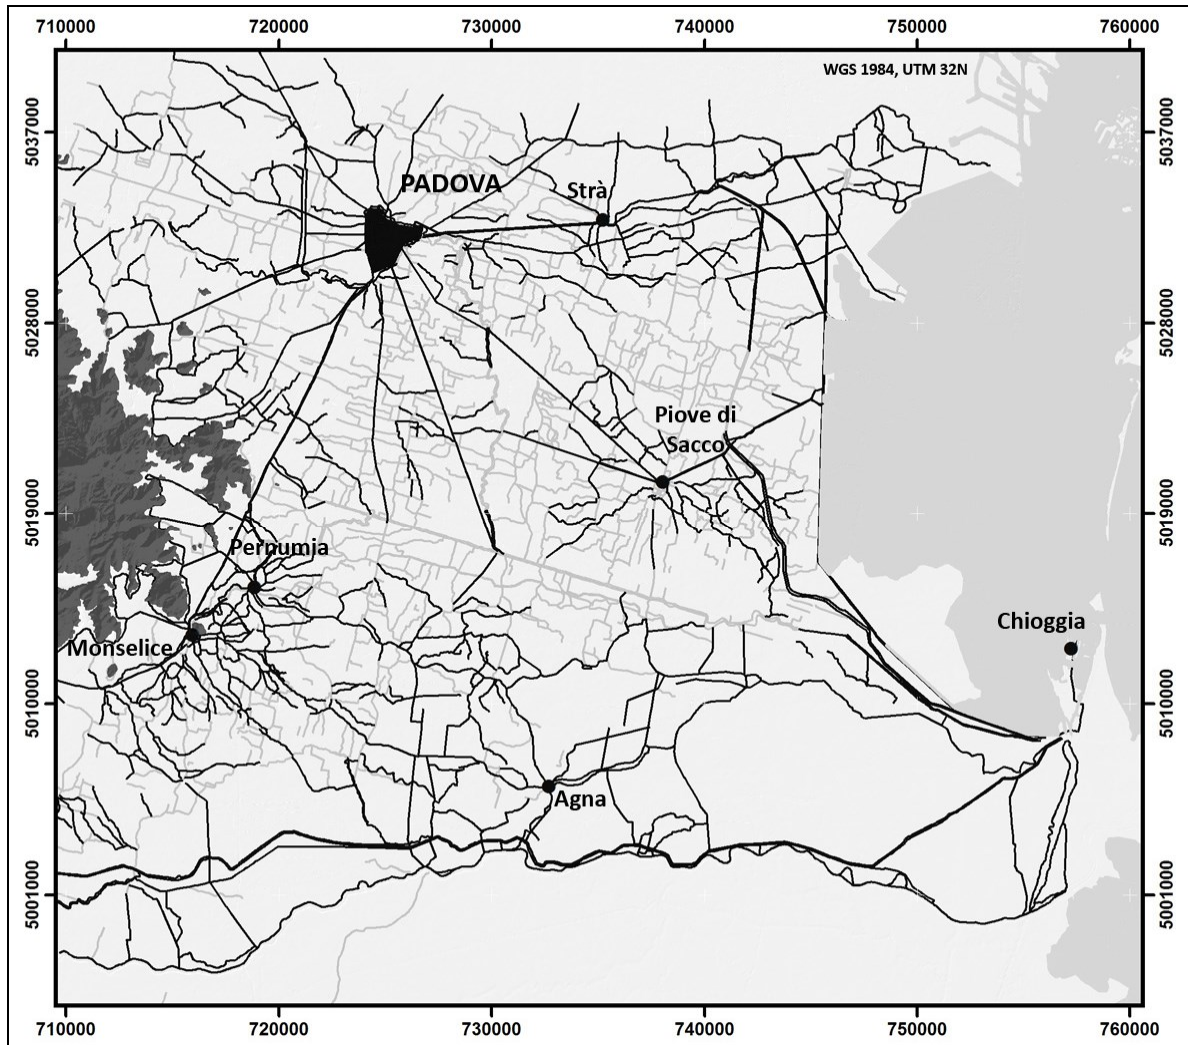 710000 720000 730000 740000 750000 760000
WGS 1984, UTM 32N
5037000 5037000
PADOVA
Strà
5028000 5028000
Piove di
Sacco
5019000 5019000
Pernumia
Chioggia
Monselice
5010000 5010000
Agna
5001000 5001000
710000 720000 730000 740000 750000 760000